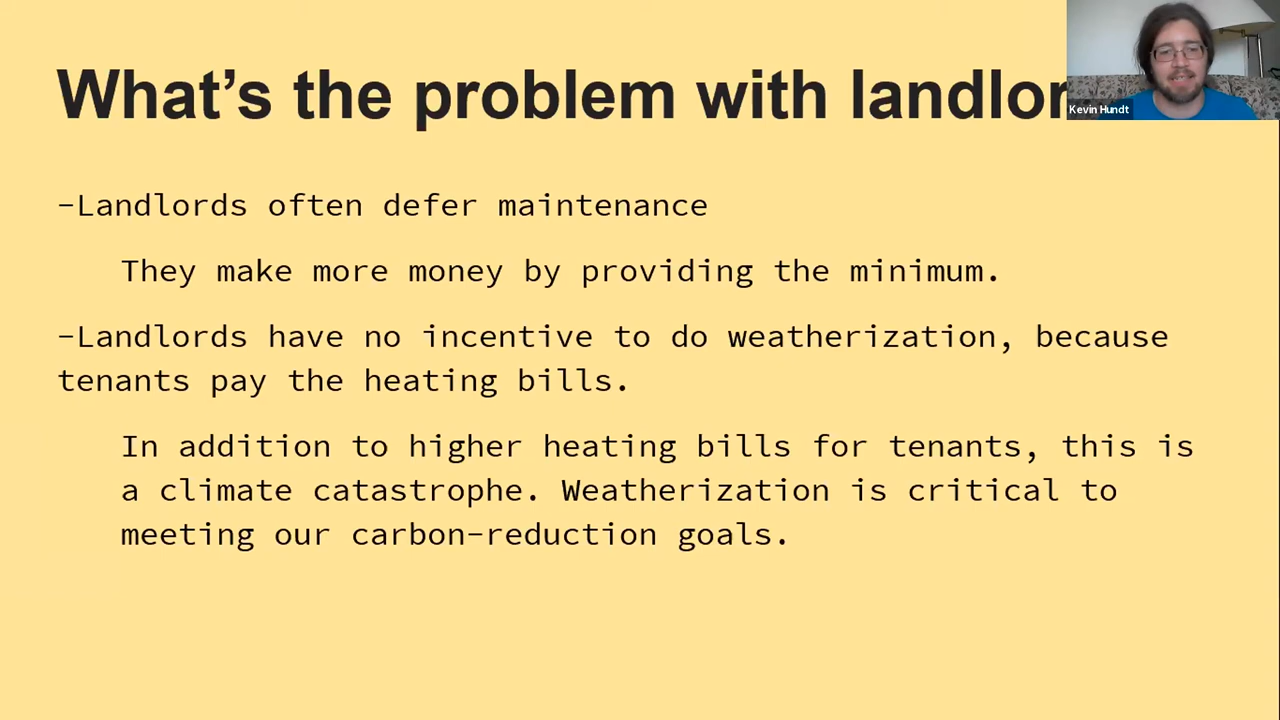 What’s the problem with landlor
Kevin Hundt
-Landlords often defer maintenance
They make more money by providing the minimum.
-Landlords have no incentive to do weatherization, because
tenants pay the heating bills.
In addition to higher heating bills for tenants, this is
a climate catastrophe. Weatherization is critical to
meeting our carbon-reduction goals.